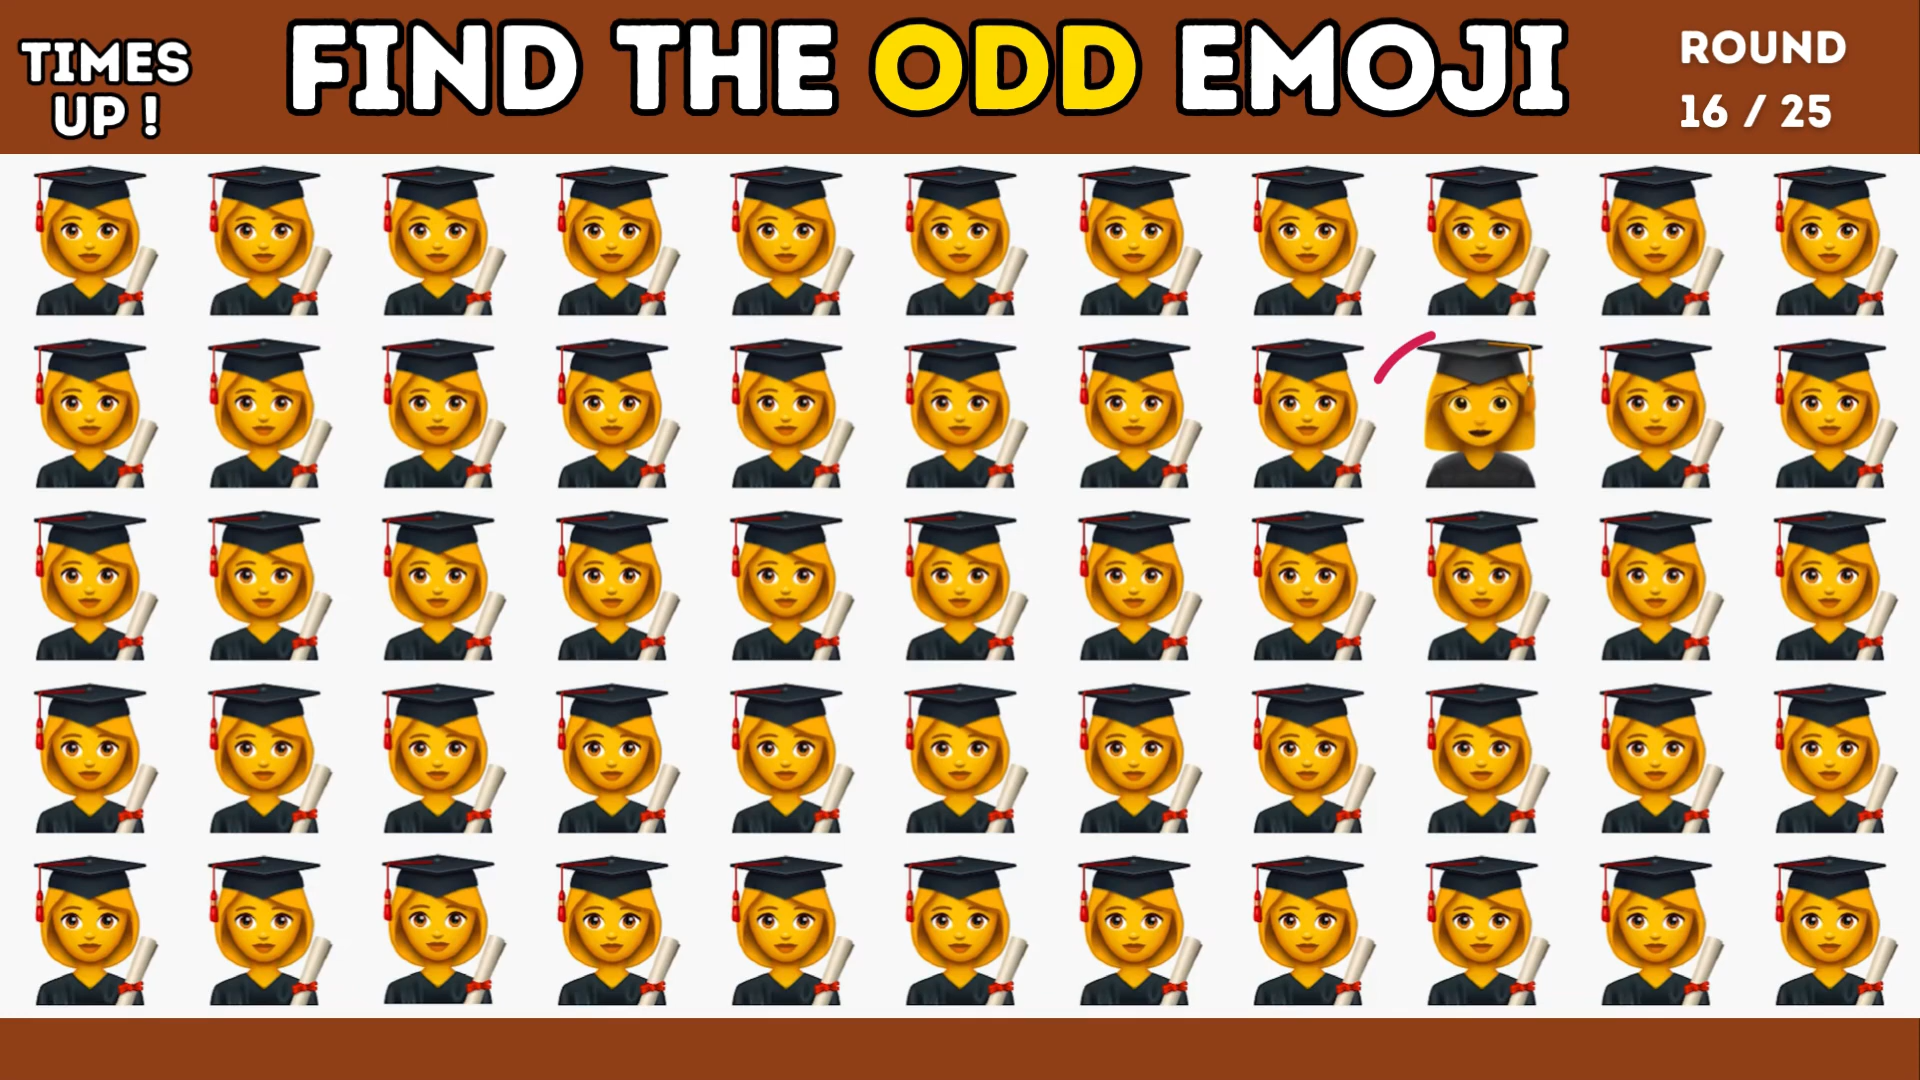 TIMES
UP !
FIND THE ODD EMOJI
ROUND
16 / 25